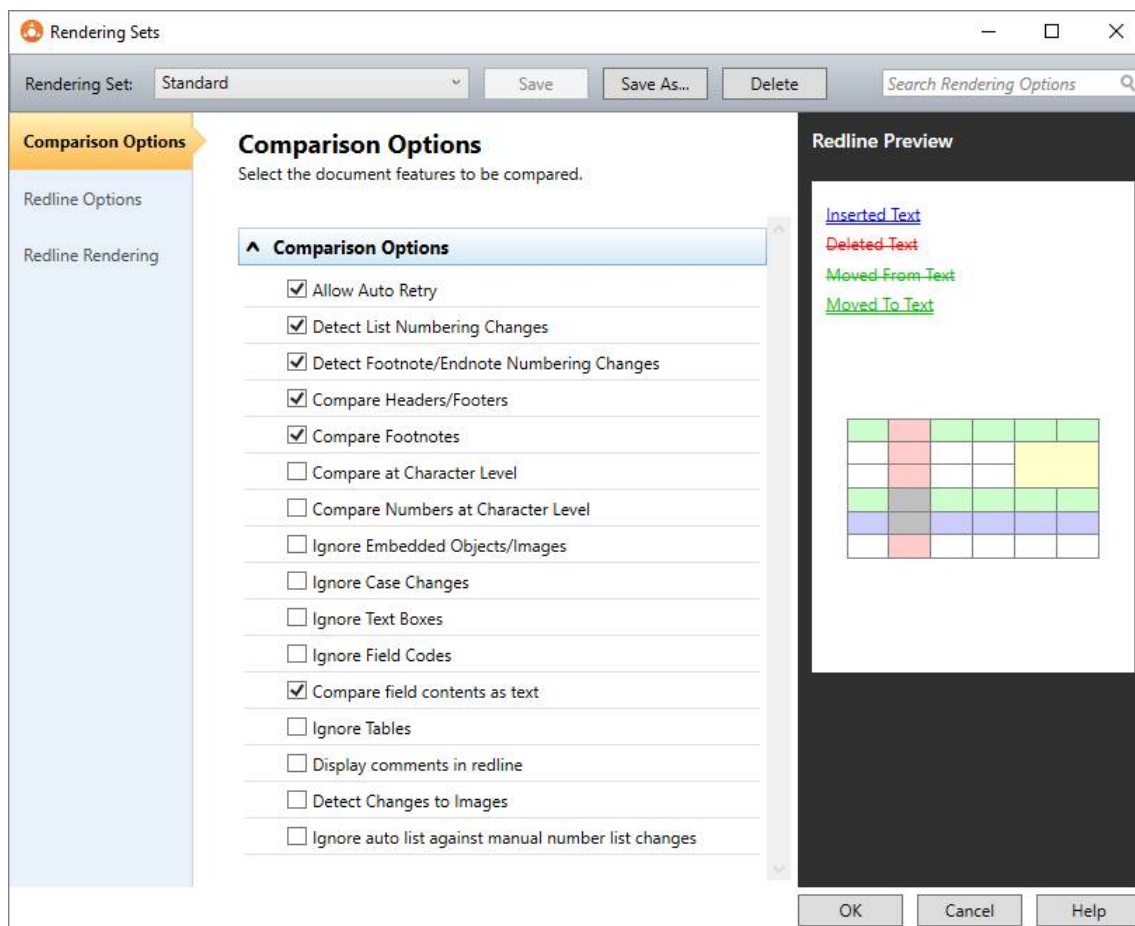 Rendering Sets
Rendering Set: Standard Save Save As... Delete Search Rendering Options
Comparison Options
Redline Options
Redline Rendering
Comparison Options
Select the document features to be compared.
Comparison Options
Allow Auto Retry
Detect List Numbering Changes
Detect Footnote/Endnote Numbering Changes
Compare Headers/Footers
Compare Footnotes
Compare at Character Level
Compare Numbers at Character Level
Ignore Embedded Objects/Images
Ignore Case Changes
Ignore Text Boxes
Ignore Field Codes
Compare field contents as text
Ignore Tables
Display comments in redline
Detect Changes to Images
Ignore auto list against manual number list changes
Redline Preview
Inserted Text
Deleted Text
Moved From Text
Moved To Text
OK Cancel Help